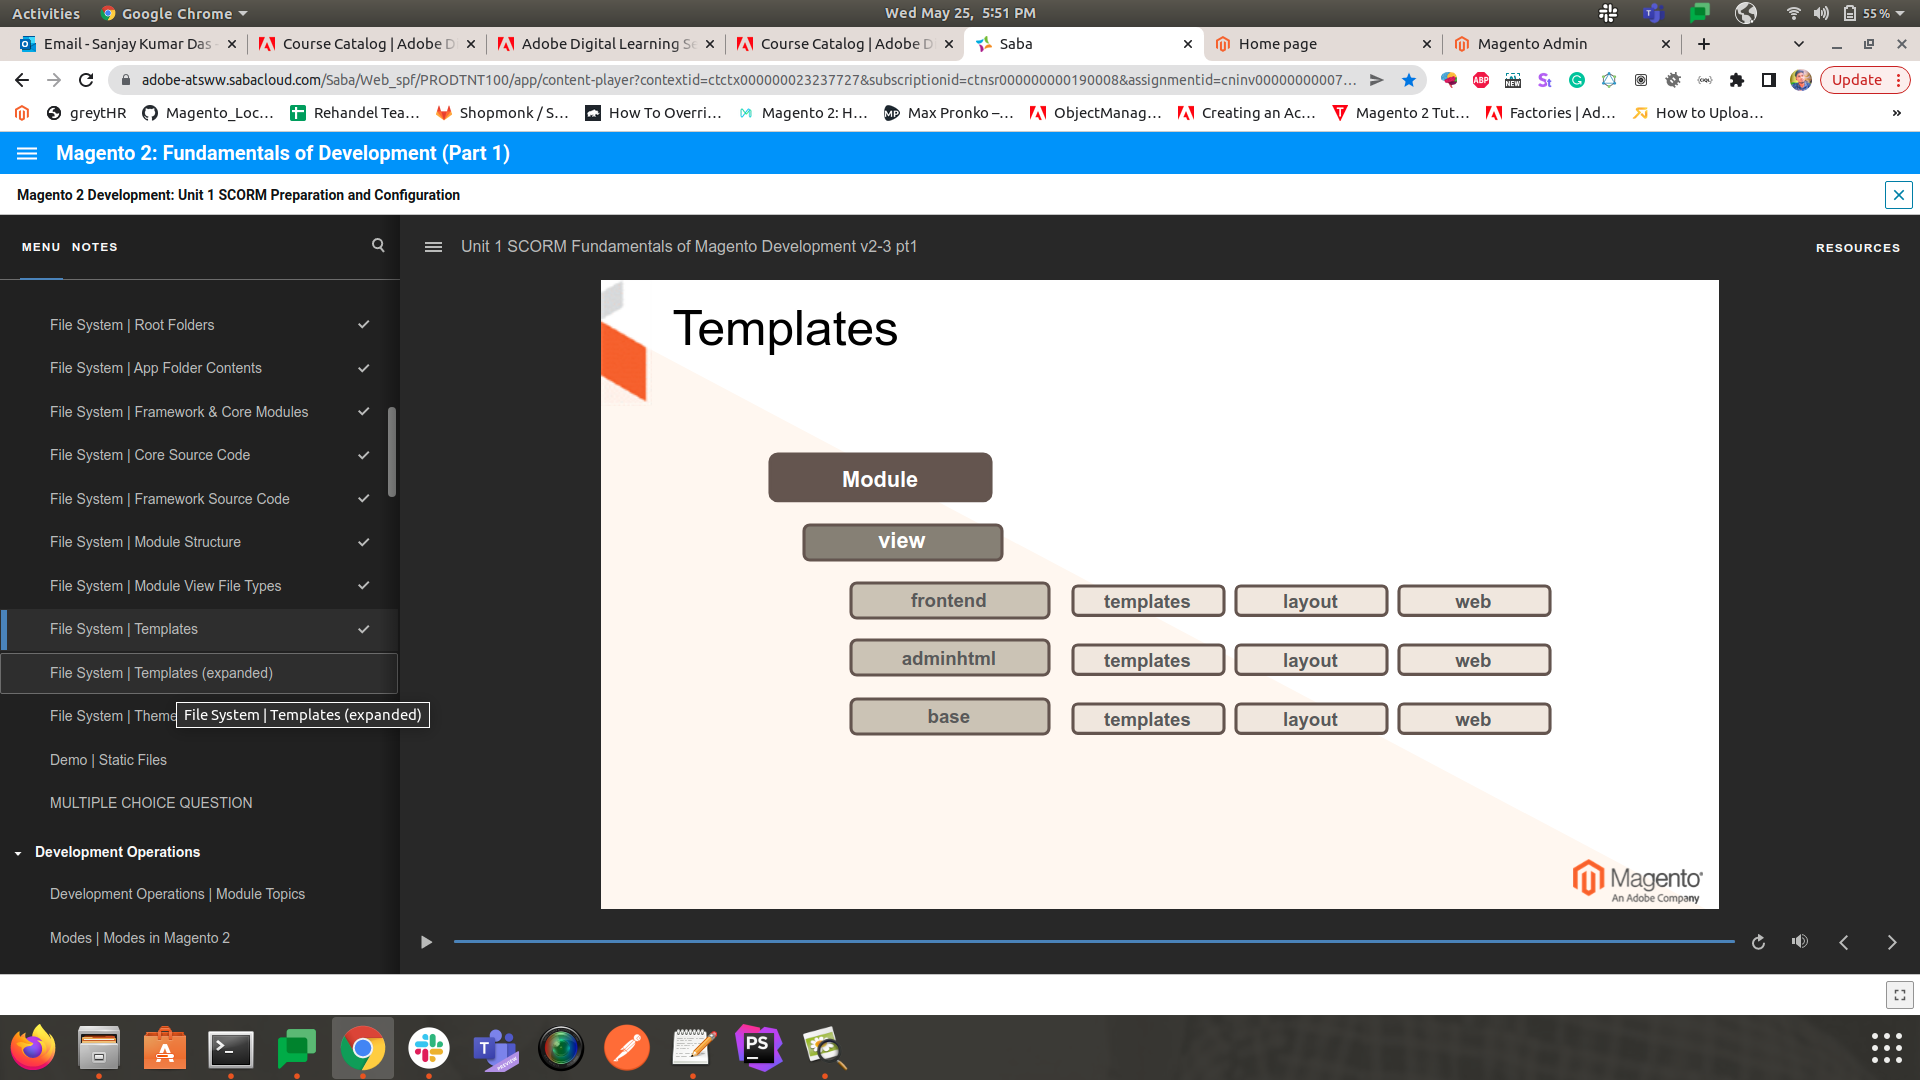 Activities Google Chrome Wed May 25, 5:51 PM 55 %
Email - Sanjay Kumar Das Course Catalog | Adobe D Adobe Digital Learning Se Course Catalog | Adobe D Saba Home page Magento Admin
adobe-atsww.sabacloud.com/Saba/Web_spf/PRODTNT100/app/content-player?contextid=ctctx000000023237727&subscriptionid=ctnsr000000000190008&assignmentid=cninv00000000007... ABP NEW Update
greytHR Magento_Loc... Rehandel Tea... Shopmonk / S... How To Overri... Magento 2: H... Max Pronko –... ObjectManag... Creating an Ac... Magento 2 Tut... Factories | Ad... How to Uploa... »
Magento 2: Fundamentals of Development (Part 1)
Magento 2 Development: Unit 1 SCORM Preparation and Configuration
MENU NOTES
Unit 1 SCORM Fundamentals of Magento Development v2-3 pt1
RESOURCES
File System | Root Folders
File System | App Folder Contents
File System | Framework & Core Modules
File System | Core Source Code
File System | Framework Source Code
File System | Module Structure
File System | Module View File Types
File System | Templates
File System | Templates (expanded)
File System | Theme
File System | Templates (expanded)
Demo | Static Files
MULTIPLE CHOICE QUESTION
Development Operations
Development Operations | Module Topics
Modes | Modes in Magento 2
Templates
Module
view
frontend templates layout web
adminhtml templates layout web
base templates layout web
Magento
An Adobe Company
PS